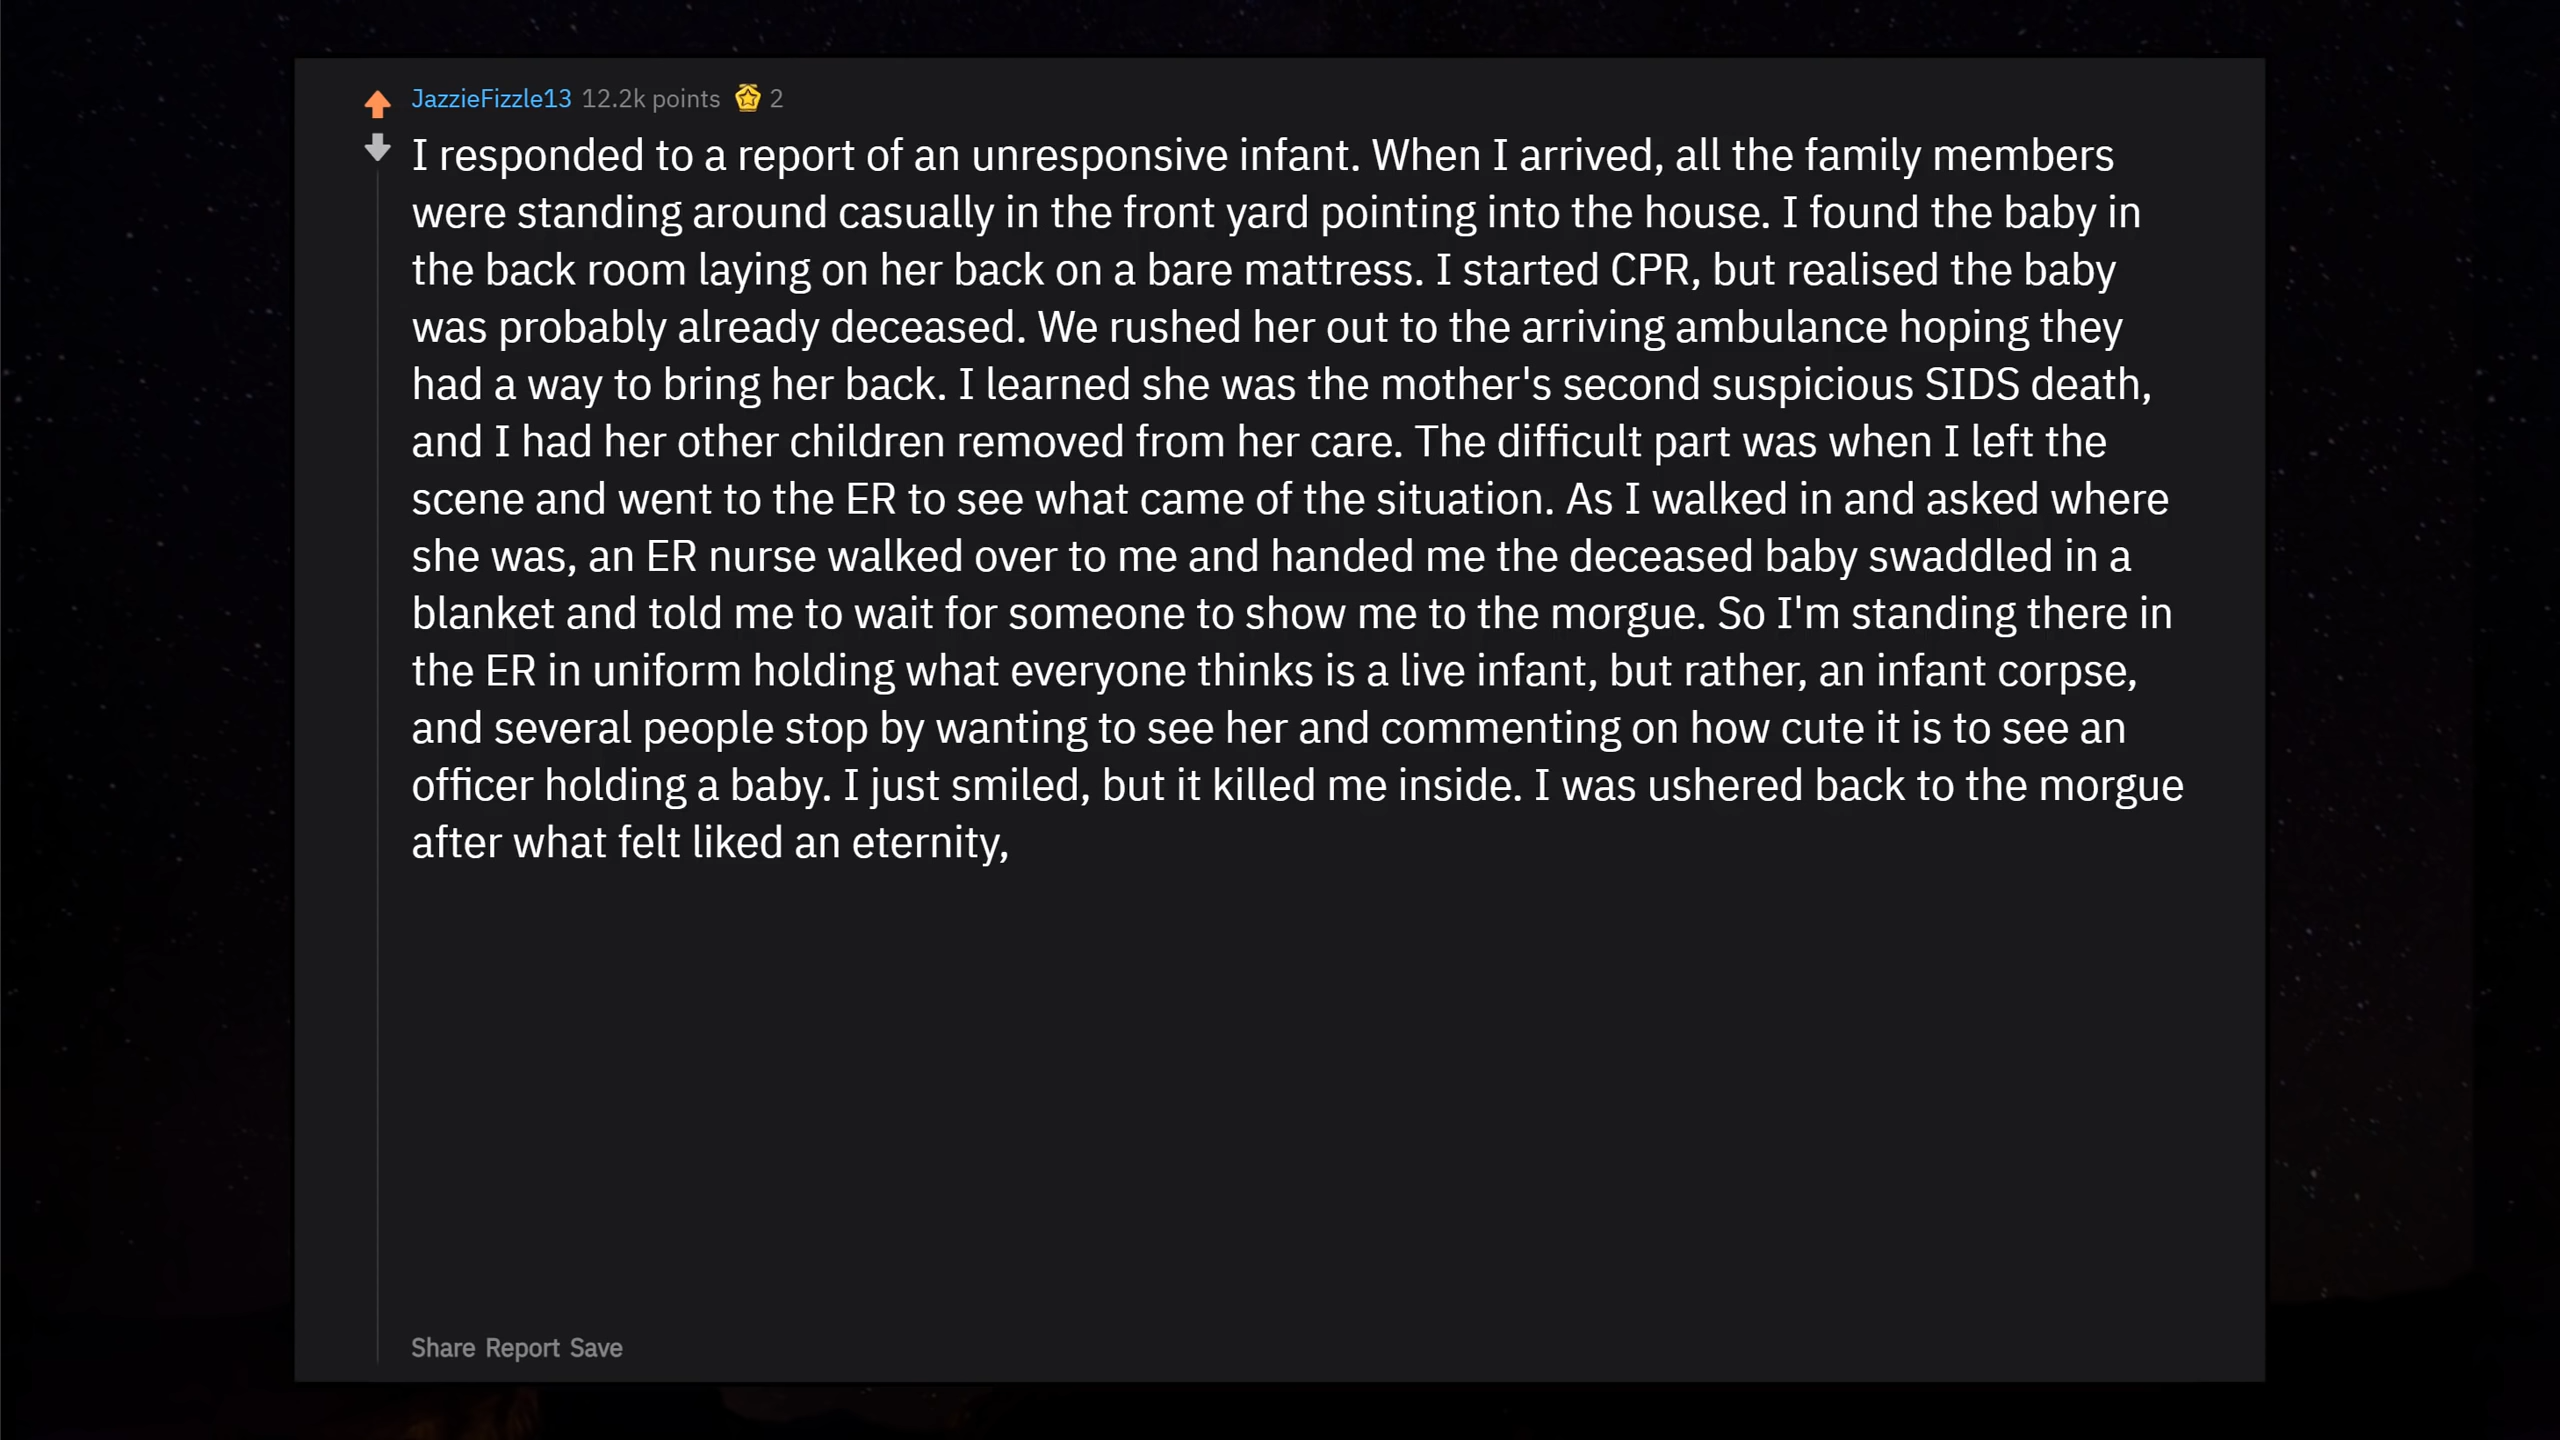 JazzieFizzle13 12.2k points 2
I responded to a report of an unresponsive infant. When I arrived, all the family members
were standing around casually in the front yard pointing into the house. I found the baby in
the back room laying on her back on a bare mattress. I started CPR, but realised the baby
was probably already deceased. We rushed her out to the arriving ambulance hoping they
had a way to bring her back. I learned she was the mother's second suspicious SIDS death,
and I had her other children removed from her care. The difficult part was when I left the
scene and went to the ER to see what came of the situation. As I walked in and asked where
she was, an ER nurse walked over to me and handed me the deceased baby swaddled in a
blanket and told me to wait for someone to show me to the morgue. So I'm standing there in
the ER in uniform holding what everyone thinks is a live infant, but rather, an infant corpse,
and several people stop by wanting to see her and commenting on how cute it is to see an
officer holding a baby. I just smiled, but it killed me inside. I was ushered back to the morgue
after what felt liked an eternity,
Share Report Save